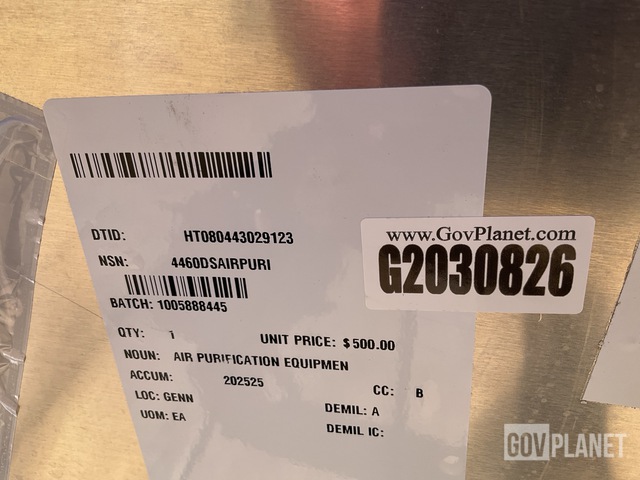 DTID: HT080443029123
NSN: 4460DSAIRPURI
BATCH: 1005888445
QTY: 1 UNIT PRICE: $500.00
NOUN: AIR PURIFICATION EQUIPMEN
ACCUM: 202525 CC: B
LOC: GENN DEMIL: A
UOM: EA DEMIL IC:
www.GovPlanet.com
G2030826
GOVPLANET